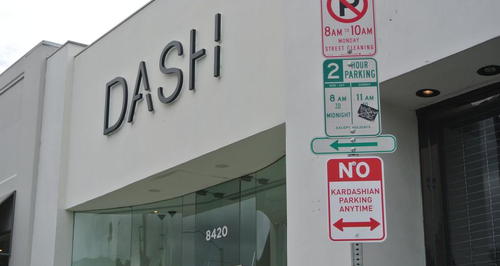 DASH
8420
P
8AM TO 10AM
MONDAY
STREET CLEANING
2 HOUR
PARKING
8 AM
TO
MIDNIGHT
11 AM
EXCEPT HOLIDAYS
NO
KARDASHIAN
PARKING
ANYTIME